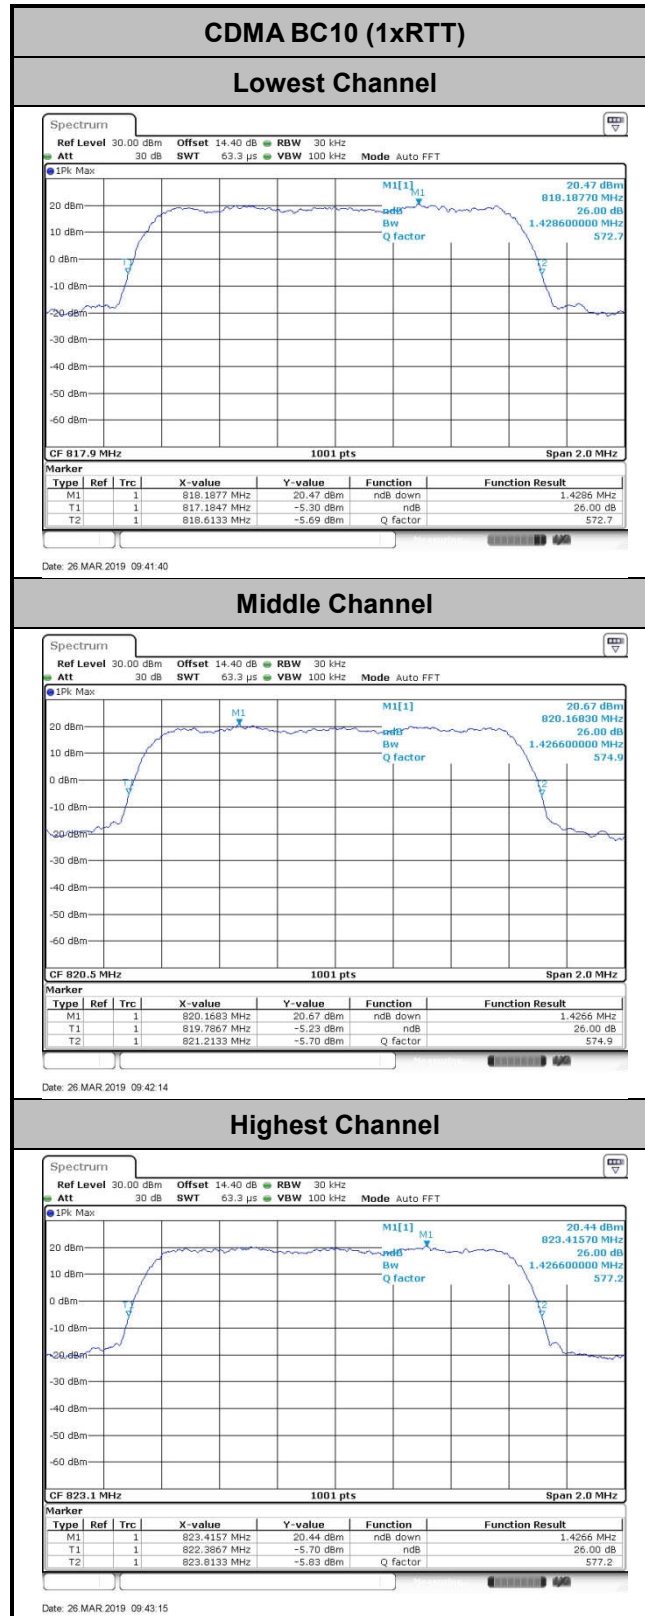 CDMA BC10 (1xRTT)
Lowest Channel
Spectrum
Ref Level 30.00 dBm Offset 14.40 dB RBW 30 kHz
Att 30 dB SWT 63.3 µs VBW 100 kHz Mode Auto FFT
1Pk Max
M1[1] 20.47 dBm
M1
818.18770 MHz
20 dBm
ndB 26.00 dB
Bw 1.428600000 MHz
10 dBm
Q factor 572.7
0 dBm
T1 T2
-10 dBm
-20 dBm
-30 dBm
-40 dBm
-50 dBm
-60 dBm
CF 817.9 MHz 1001 pts Span 2.0 MHz
Marker
Type Ref Trc X-value Y-value Function Function Result
M1 1 818.1877 MHz 20.47 dBm ndB down 1.4286 MHz
T1 1 817.1847 MHz -5.30 dBm ndB 26.00 dB
T2 1 818.6133 MHz -5.69 dBm Q factor 572.7
Date: 26.MAR.2019 09:41:40
Middle Channel
Spectrum
Ref Level 30.00 dBm Offset 14.40 dB RBW 30 kHz
Att 30 dB SWT 63.3 µs VBW 100 kHz Mode Auto FFT
1Pk Max
M1[1] 20.67 dBm
M1
820.16830 MHz
20 dBm
ndB 26.00 dB
Bw 1.426600000 MHz
10 dBm
Q factor 574.9
0 dBm
T1 T2
-10 dBm
-20 dBm
-30 dBm
-40 dBm
-50 dBm
-60 dBm
CF 820.5 MHz 1001 pts Span 2.0 MHz
Marker
Type Ref Trc X-value Y-value Function Function Result
M1 1 820.1683 MHz 20.67 dBm ndB down 1.4266 MHz
T1 1 819.7867 MHz -5.23 dBm ndB 26.00 dB
T2 1 821.2133 MHz -5.70 dBm Q factor 574.9
Date: 26.MAR.2019 09:42:14
Highest Channel
Spectrum
Ref Level 30.00 dBm Offset 14.40 dB RBW 30 kHz
Att 30 dB SWT 63.3 µs VBW 100 kHz Mode Auto FFT
1Pk Max
M1[1] 20.44 dBm
M1
823.41570 MHz
20 dBm
ndB 26.00 dB
Bw 1.426600000 MHz
10 dBm
Q factor 577.2
0 dBm
T1 T2
-10 dBm
-20 dBm
-30 dBm
-40 dBm
-50 dBm
-60 dBm
CF 823.1 MHz 1001 pts Span 2.0 MHz
Marker
Type Ref Trc X-value Y-value Function Function Result
M1 1 823.4157 MHz 20.44 dBm ndB down 1.4266 MHz
T1 1 822.3867 MHz -5.70 dBm ndB 26.00 dB
T2 1 823.8133 MHz -5.83 dBm Q factor 577.2
Date: 26.MAR.2019 09:43:15